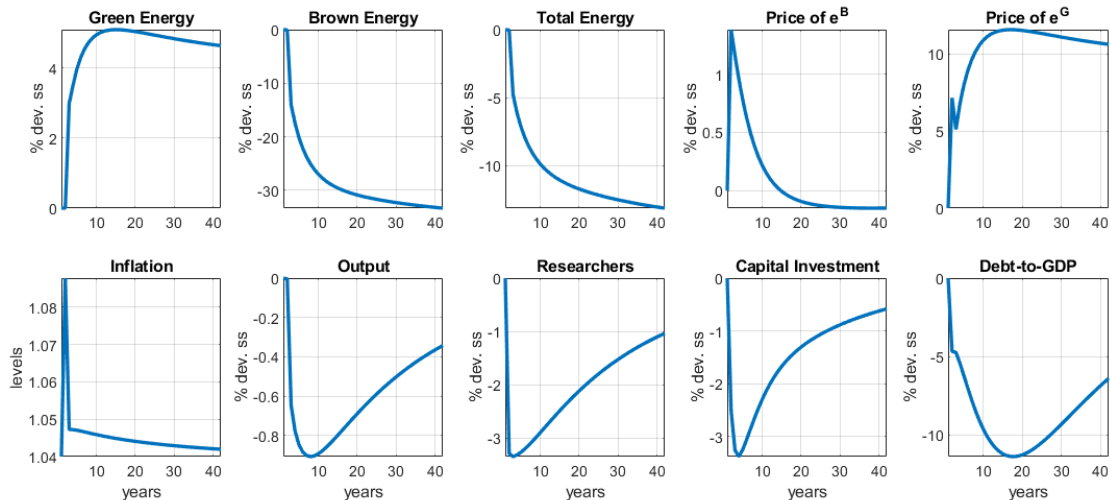 Green Energy
% dev. ss
4
2
0
10 20 30 40
Brown Energy
% dev. ss
0
-10
-20
-30
10 20 30 40
Total Energy
% dev. ss
0
-5
-10
10 20 30 40
Price of e^B
% dev. ss
1
0.5
0
10 20 30 40
Price of e^G
% dev. ss
10
5
0
10 20 30 40
Inflation
levels
1.08
1.07
1.06
1.05
1.04
10 20 30 40
years
Output
% dev. ss
0
-0.2
-0.4
-0.6
-0.8
10 20 30 40
years
Researchers
% dev. ss
0
-1
-2
-3
10 20 30 40
years
Capital Investment
% dev. ss
0
-1
-2
-3
10 20 30 40
years
Debt-to-GDP
% dev. ss
0
-5
-10
10 20 30 40
years